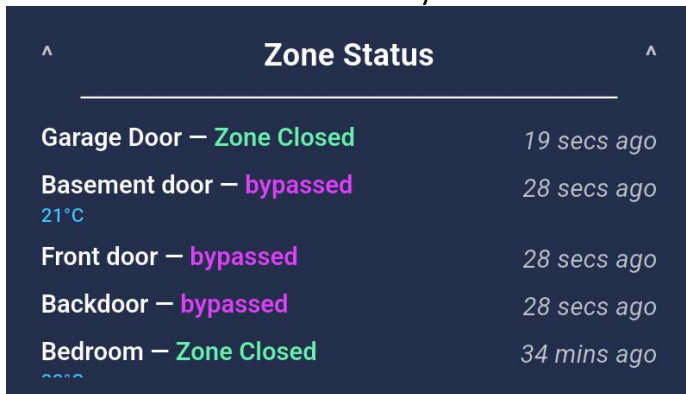 ^ Zone Status ^
Garage Door — Zone Closed 19 secs ago
Basement door — bypassed 28 secs ago
21°C
Front door — bypassed 28 secs ago
Backdoor — bypassed 28 secs ago
Bedroom — Zone Closed 34 mins ago